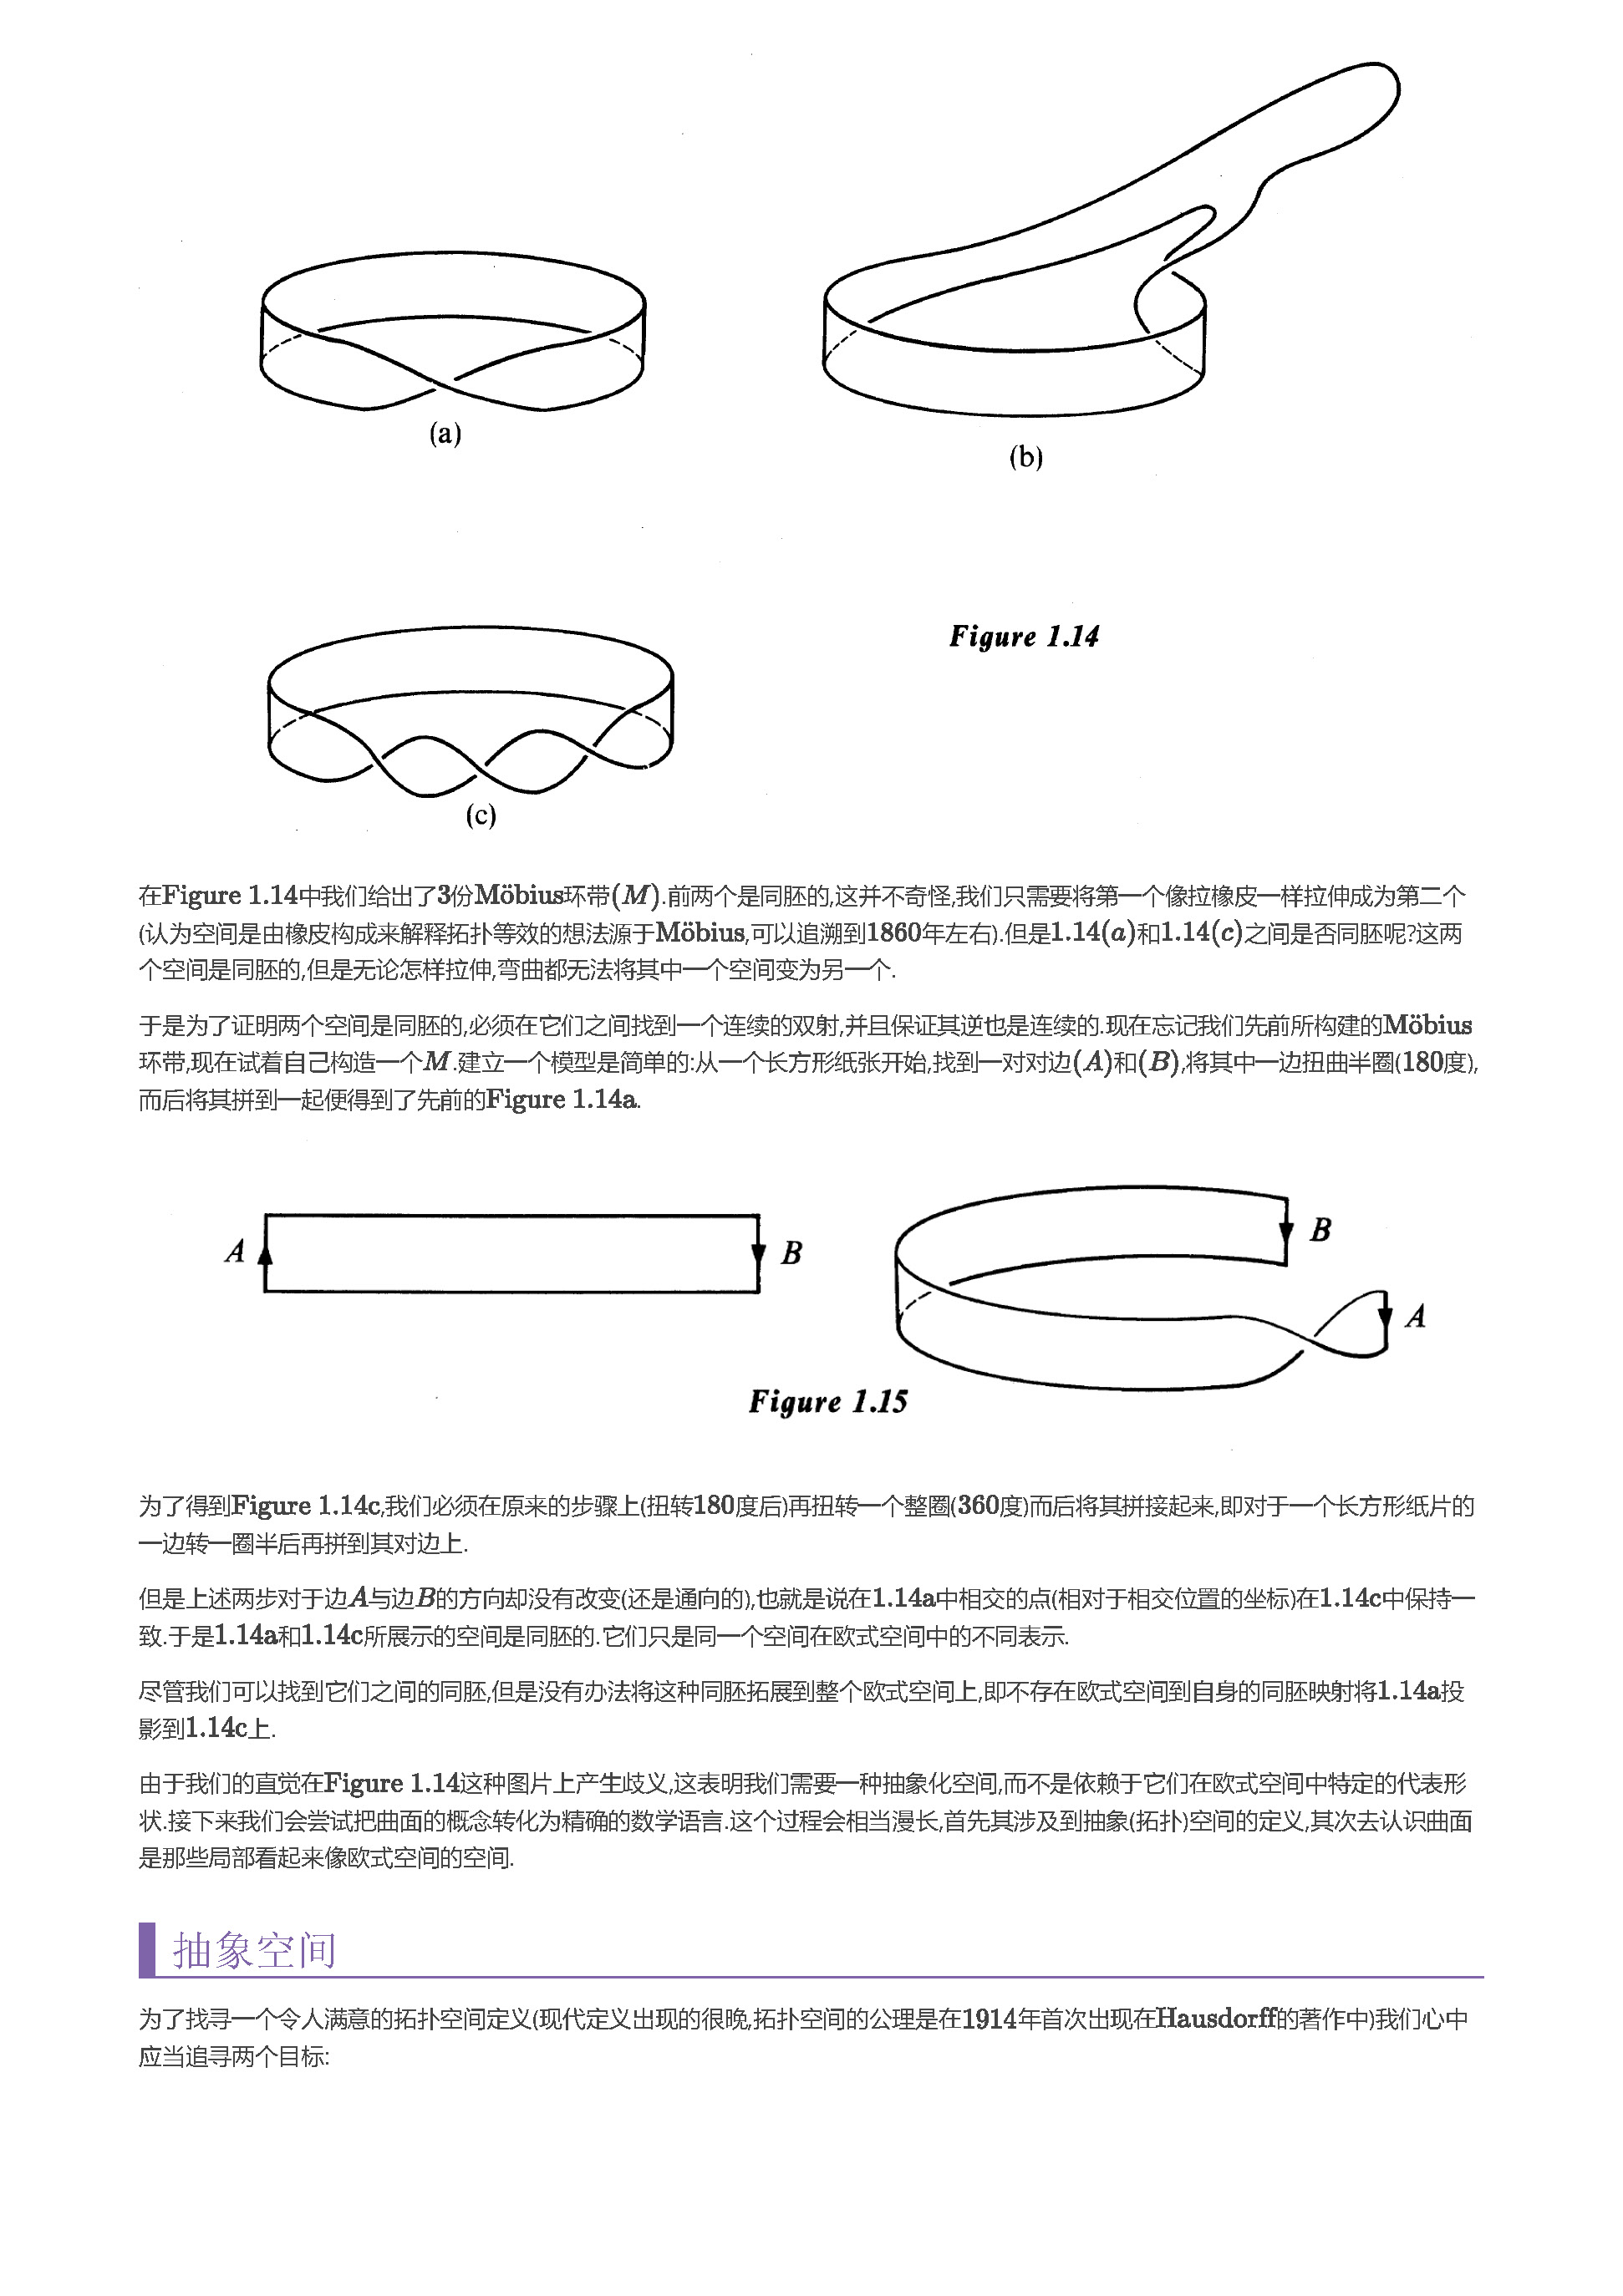 (a)
(b)
(c)
Figure 1.14
在Figure 1.14中我们给出了3份Möbius环带(M).前两个是同胚的,这并不奇怪,我们只需要将第一个像拉橡皮一样拉伸成为第二个
(认为空间是由橡皮构成来解释拓扑等效的想法源于Möbius,可以追溯到1860年左右).但是1.14(a)和1.14(c)之间是否同胚呢?这两
个空间是同胚的,但是无论怎样拉伸,弯曲都无法将其中一个空间变为另一个.
于是为了证明两个空间是同胚的,必须在它们之间找到一个连续的双射,并且保证其逆也是连续的.现在忘记我们先前所构建的Möbius
环带,现在试着自己构造一个M.建立一个模型是简单的:从一个长方形纸张开始,找到一对对边(A)和(B),将其中一边扭曲半圈(180度),
而后将其拼到一起便得到了先前的Figure 1.14a.
A
B
B
A
Figure 1.15
为了得到Figure 1.14c,我们必须在原来的步骤上(扭转180度后)再扭转一个整圈(360度)而后将其拼接起来,即对于一个长方形纸片的
一边转一圈半后再拼到其对边上.
但是上述两步对于边A与边B的方向却没有改变(还是通向的),也就是说在1.14a中相交的点(相对于相交位置的坐标)在1.14c中保持一
致.于是1.14a和1.14c所展示的空间是同胚的.它们只是同一个空间在欧式空间中的不同表示.
尽管我们可以找到它们之间的同胚,但是没有办法将这种同胚拓展到整个欧式空间上,即不存在欧式空间到自身的同胚映射将1.14a投
影到1.14c上.
由于我们的直觉在Figure 1.14这种图片上产生歧义,这表明我们需要一种抽象化空间,而不是依赖于它们在欧式空间中特定的代表形
状.接下来我们会尝试把曲面的概念转化为精确的数学语言.这个过程会相当漫长,首先其涉及到抽象(拓扑)空间的定义,其次去认识曲面
是那些局部看起来像欧式空间的空间.
抽象空间
为了找寻一个令人满意的拓扑空间定义(现代定义出现的很晚,拓扑空间的公理是在1914年首次出现在Hausdorff的著作中)我们心中
应当追寻两个目标: